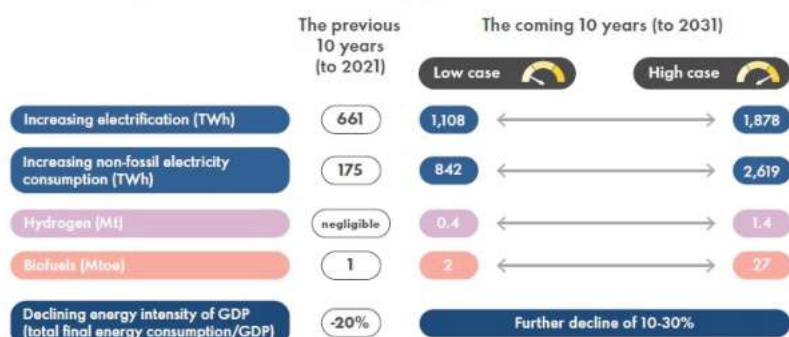 The previous
10 years
(to 2021)
The coming 10 years (to 2031)
Low case
High case
Increasing electrification (TWh)
661
1,108
1,878
Increasing non-fossil electricity
consumption (TWh)
175
842
2,619
Hydrogen (Mt)
negligible
0.4
1.4
Biofuels (Mtoe)
1
2
27
Declining energy intensity of GDP
(total final energy consumption/GDP)
-20%
Further decline of 10-30%